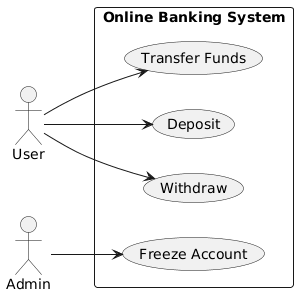 Online Banking System
Transfer Funds
Deposit
User
Withdraw
Freeze Account
Admin